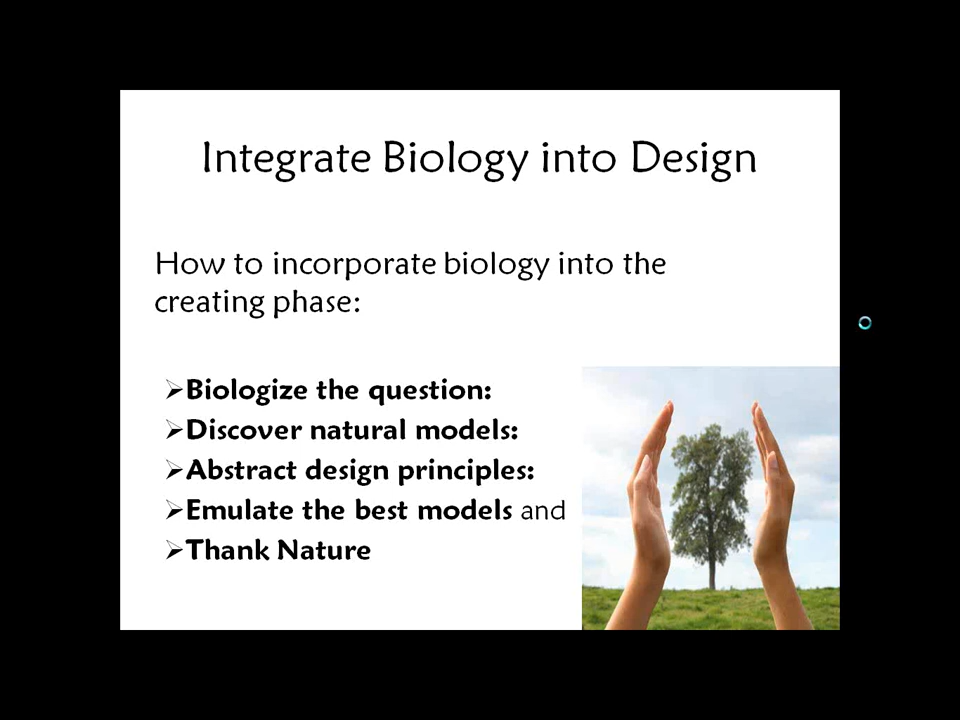 Integrate Biology into Design
How to incorporate biology into the
creating phase:
➢Biologize the question:
➢Discover natural models:
➢Abstract design principles:
➢Emulate the best models and
➢Thank Nature